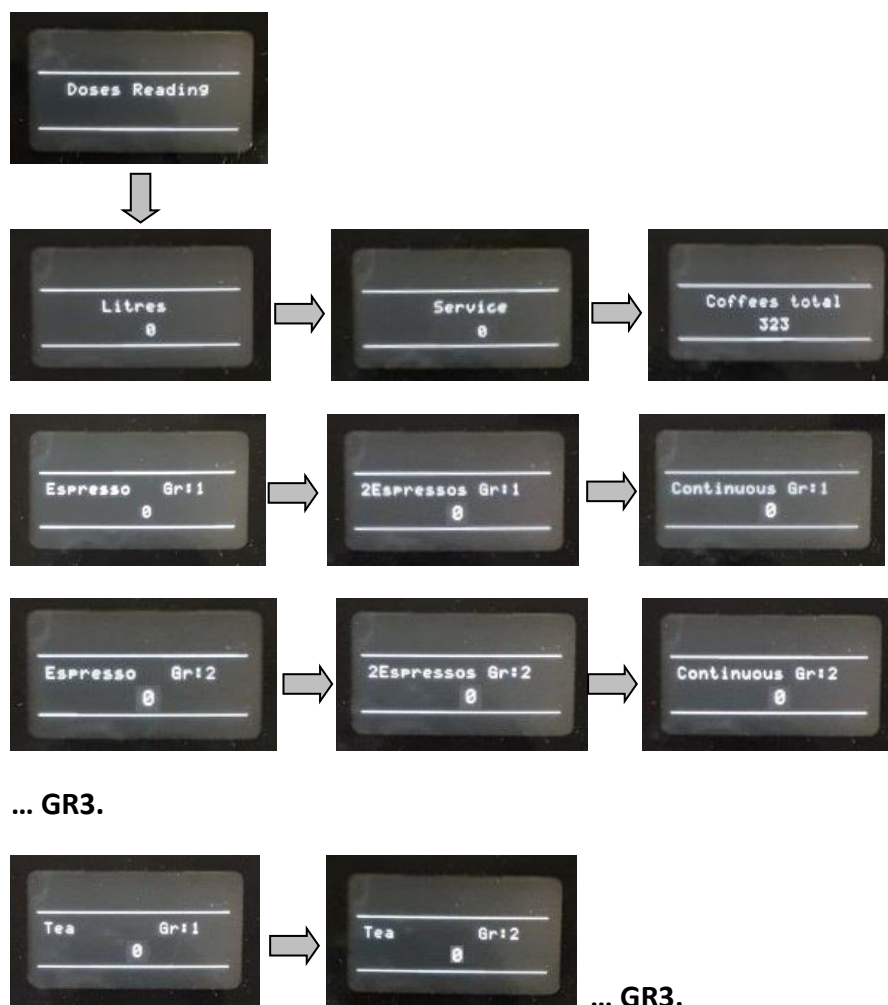 Doses Reading
Litres
0
Service
0
Coffees total
323
Espresso Gr:1
0
2Espressos Gr:1
0
Continuous Gr:1
0
Espresso Gr:2
0
2Espressos Gr:2
0
Continuous Gr:2
0
... GR3.
Tea Gr:1
0
Tea Gr:2
0
... GR3.